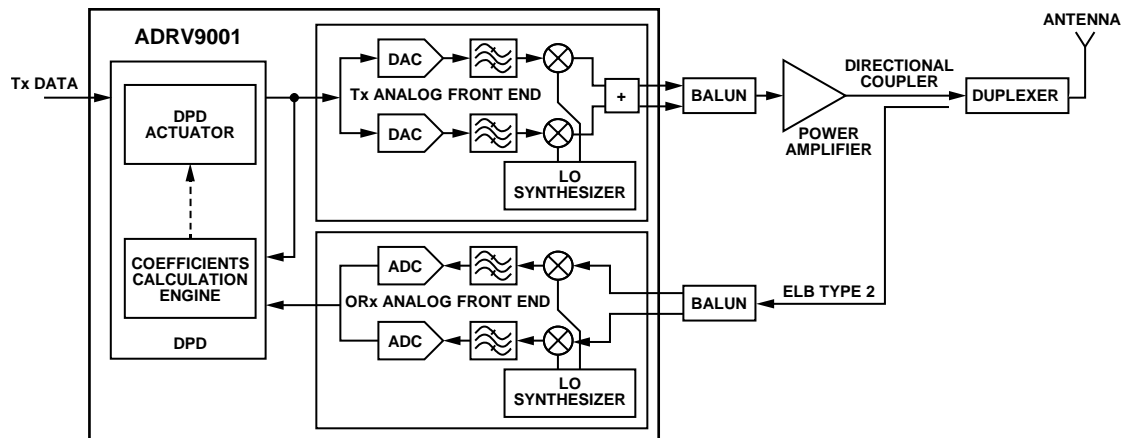 ADRV9001
Tx DATA
DPD
ACTUATOR
COEFFICIENTS
CALCULATION
ENGINE
DPD
DAC
Tx ANALOG FRONT END
DAC
+
LO
SYNTHESIZER
ADC
ORx ANALOG FRONT END
ADC
LO
SYNTHESIZER
BALUN
POWER
AMPLIFIER
DIRECTIONAL
COUPLER
DUPLEXER
ANTENNA
BALUN
ELB TYPE 2